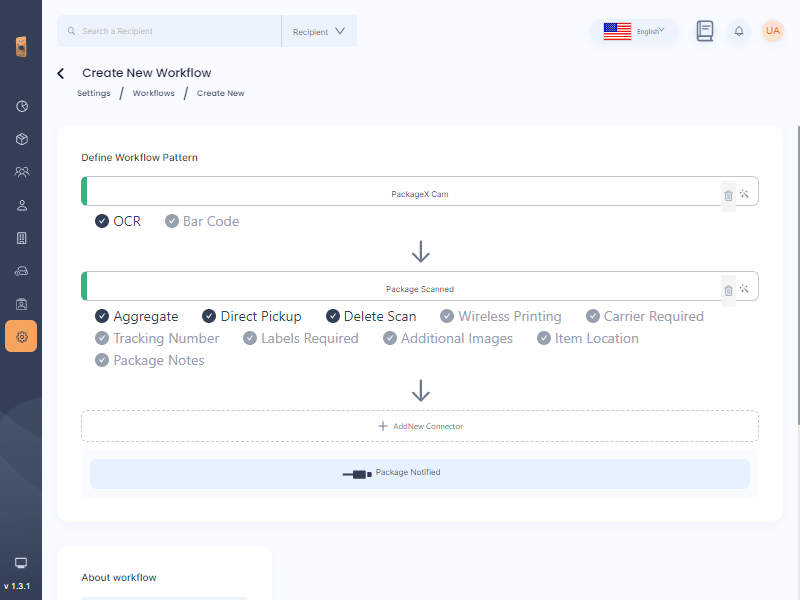 Search a Recipient
Recipient
English
UA
Create New Workflow
Settings / Workflows / Create New
Define Workflow Pattern
PackageX Cam
OCR Bar Code
Package Scanned
Aggregate Direct Pickup Delete Scan Wireless Printing Carrier Required
Tracking Number Labels Required Additional Images Item Location
Package Notes
AddNew Connector
Package Notified
About workflow
v 1.3.1